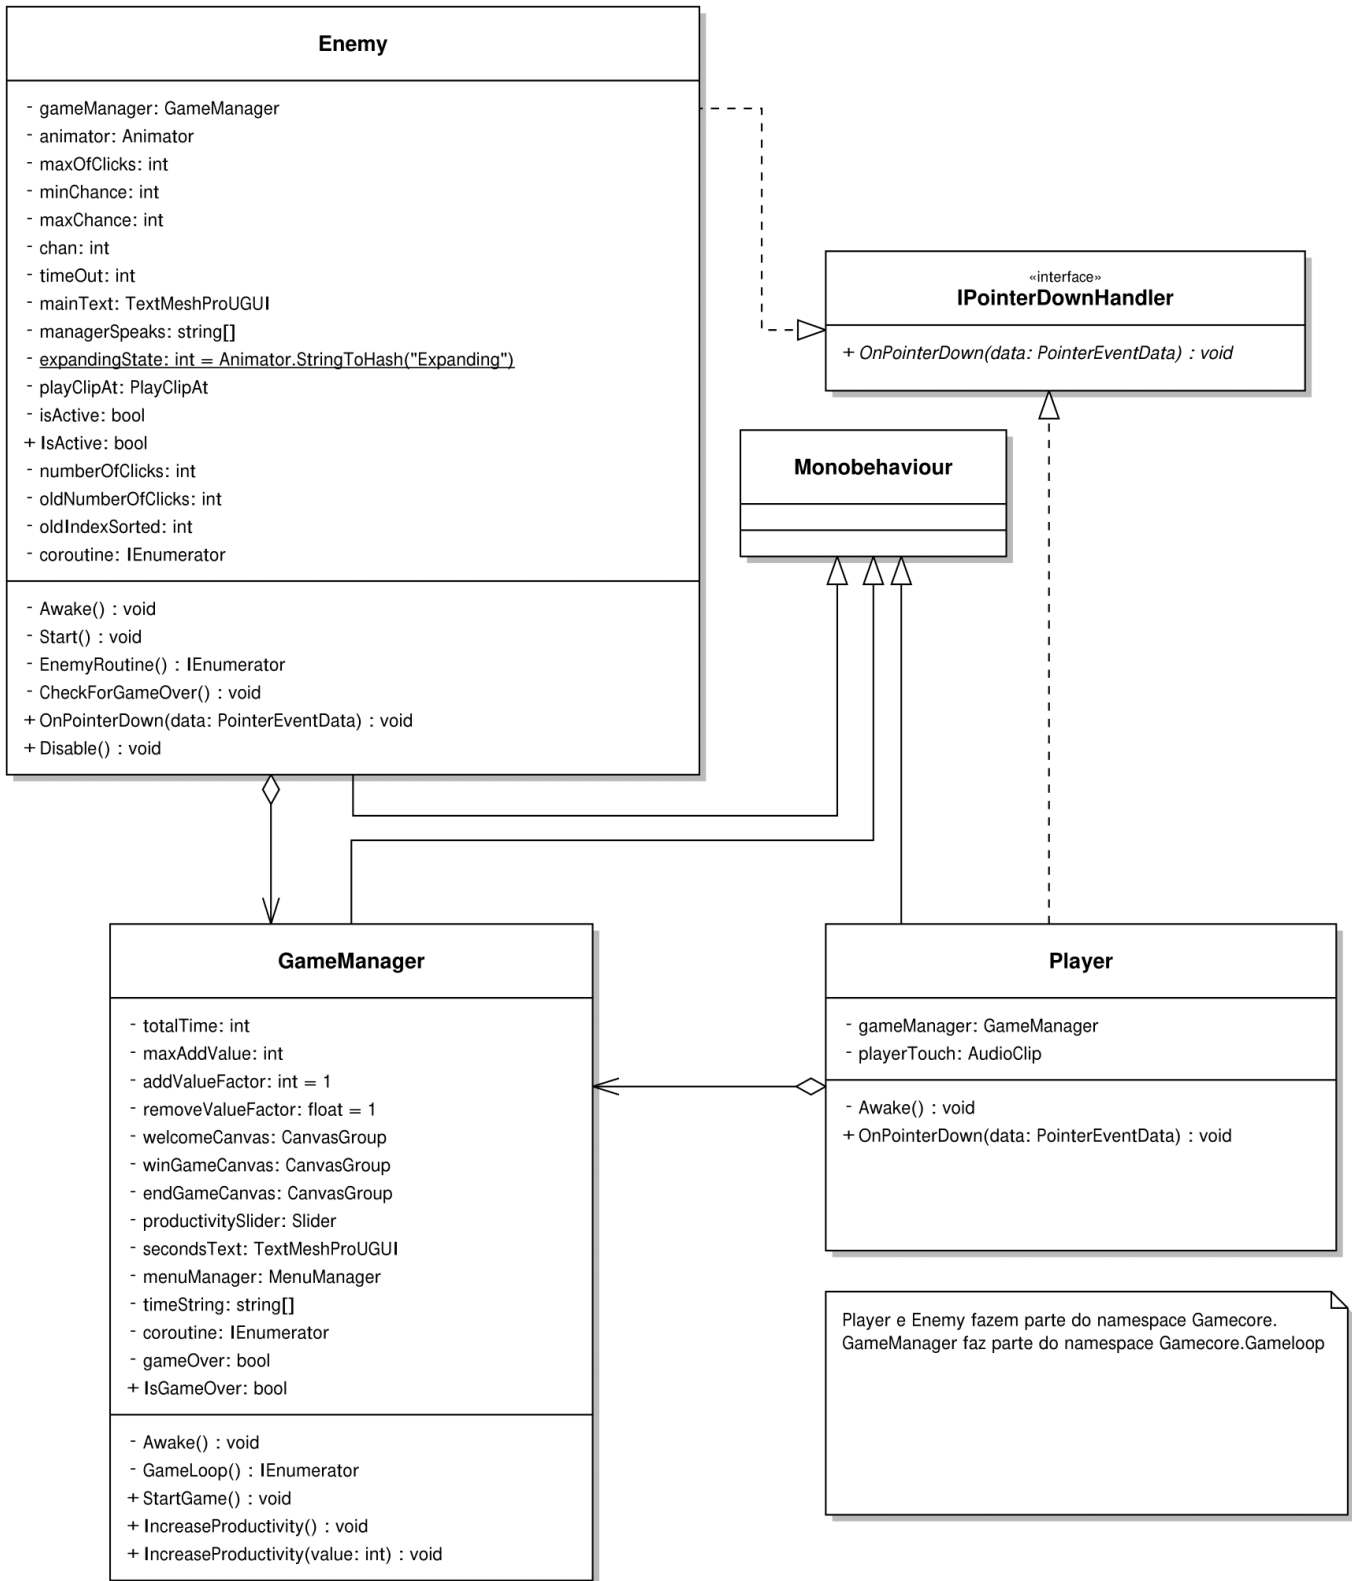 Enemy
- gameManager: GameManager
- animator: Animator
- maxOfClicks: int
- minChance: int
- maxChance: int
- chan: int
- timeOut: int
- mainText: TextMeshProUGUI
- managerSpeaks: string[]
- expandingState: int = Animator.StringToHash("Expanding")
- playClipAt: PlayClipAt
- isActive: bool
+ IsActive: bool
- numberOfClicks: int
- oldNumberOfClicks: int
- oldIndexSorted: int
- coroutine: IEnumerator
- Awake() : void
- Start() : void
- EnemyRoutine() : IEnumerator
- CheckForGameOver() : void
+ OnPointerDown(data: PointerEventData) : void
+ Disable() : void
«interface»
IPointerDownHandler
+ OnPointerDown(data: PointerEventData) : void
Monobehaviour
GameManager
- totalTime: int
- maxAddValue: int
- addValueFactor: int = 1
- removeValueFactor: float = 1
- welcomeCanvas: CanvasGroup
- winGameCanvas: CanvasGroup
- endGameCanvas: CanvasGroup
- productivitySlider: Slider
- secondsText: TextMeshProUGUI
- menuManager: MenuManager
- timeString: string[]
- coroutine: IEnumerator
- gameOver: bool
+ IsGameOver: bool
- Awake() : void
- GameLoop() : IEnumerator
+ StartGame() : void
+ IncreaseProductivity() : void
+ IncreaseProductivity(value: int) : void
Player
- gameManager: GameManager
- playerTouch: AudioClip
- Awake() : void
+ OnPointerDown(data: PointerEventData) : void
Player e Enemy fazem parte do namespace Gamecore.
GameManager faz parte do namespace Gamecore.Gameloop